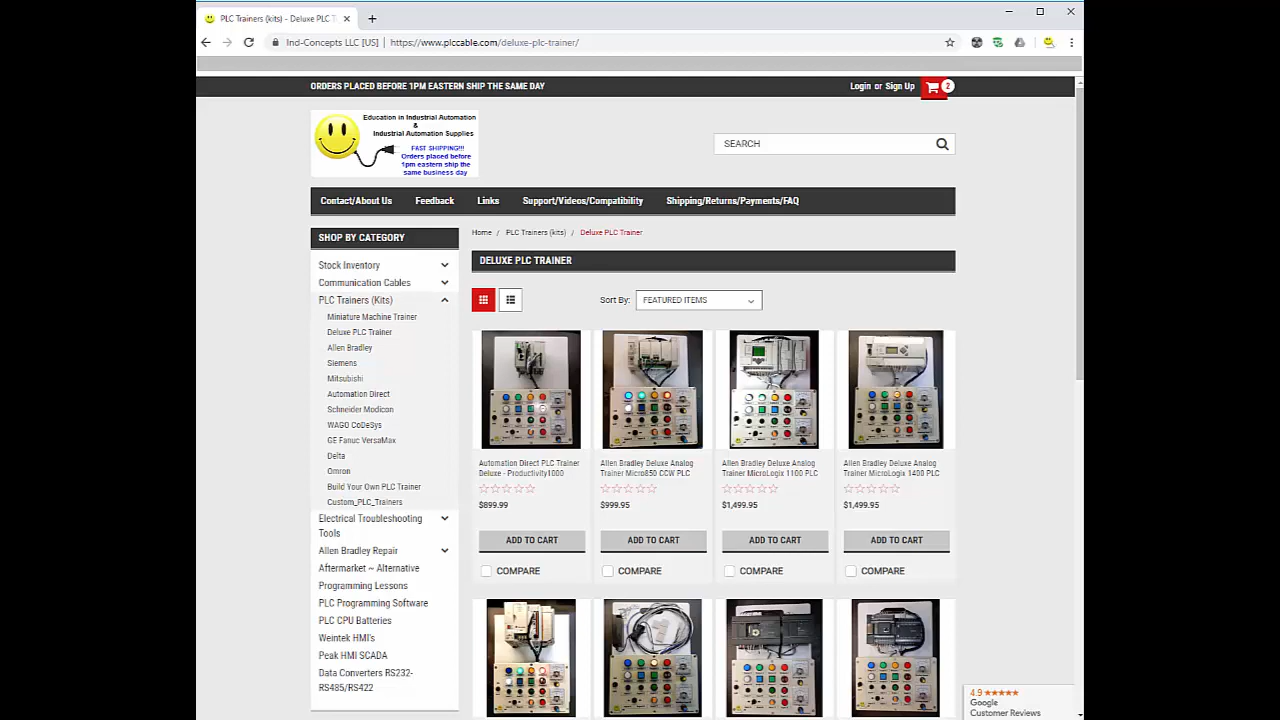 PLC Trainers (kits) - Deluxe PLC T
Ind-Concepts LLC [US] | https://www.plccable.com/deluxe-plc-trainer/
ORDERS PLACED BEFORE 1PM EASTERN SHIP THE SAME DAY
Login or Sign Up
2
Education in Industrial Automation
&
Industrial Automation Supplies
FAST SHIPPING!!!
Orders placed before
1pm eastern ship the
same business day
SEARCH
Contact/About Us
Feedback
Links
Support/Videos/Compatibility
Shipping/Returns/Payments/FAQ
SHOP BY CATEGORY
Stock Inventory
Communication Cables
PLC Trainers (Kits)
Miniature Machine Trainer
Deluxe PLC Trainer
Allen Bradley
Siemens
Mitsubishi
Automation Direct
Schneider Modicon
WAGO CoDeSys
GE Fanuc VersaMax
Delta
Omron
Build Your Own PLC Trainer
Custom_PLC_Trainers
Electrical Troubleshooting
Tools
Allen Bradley Repair
Aftermarket ~ Alternative
Programming Lessons
PLC Programming Software
PLC CPU Batteries
Weintek HMI's
Peak HMI SCADA
Data Converters RS232-
RS485/RS422
Home / PLC Trainers (kits) / Deluxe PLC Trainer
DELUXE PLC TRAINER
Sort By: FEATURED ITEMS
Automation Direct PLC Trainer
Deluxe - Productivity1000
$899.99
ADD TO CART
COMPARE
Allen Bradley Deluxe Analog
Trainer Micro850 CCW PLC
$999.95
ADD TO CART
COMPARE
Allen Bradley Deluxe Analog
Trainer MicroLogix 1100 PLC
$1,499.95
ADD TO CART
COMPARE
Allen Bradley Deluxe Analog
Trainer MicroLogix 1400 PLC
$1,499.95
ADD TO CART
COMPARE
4.9
Google
Customer Reviews